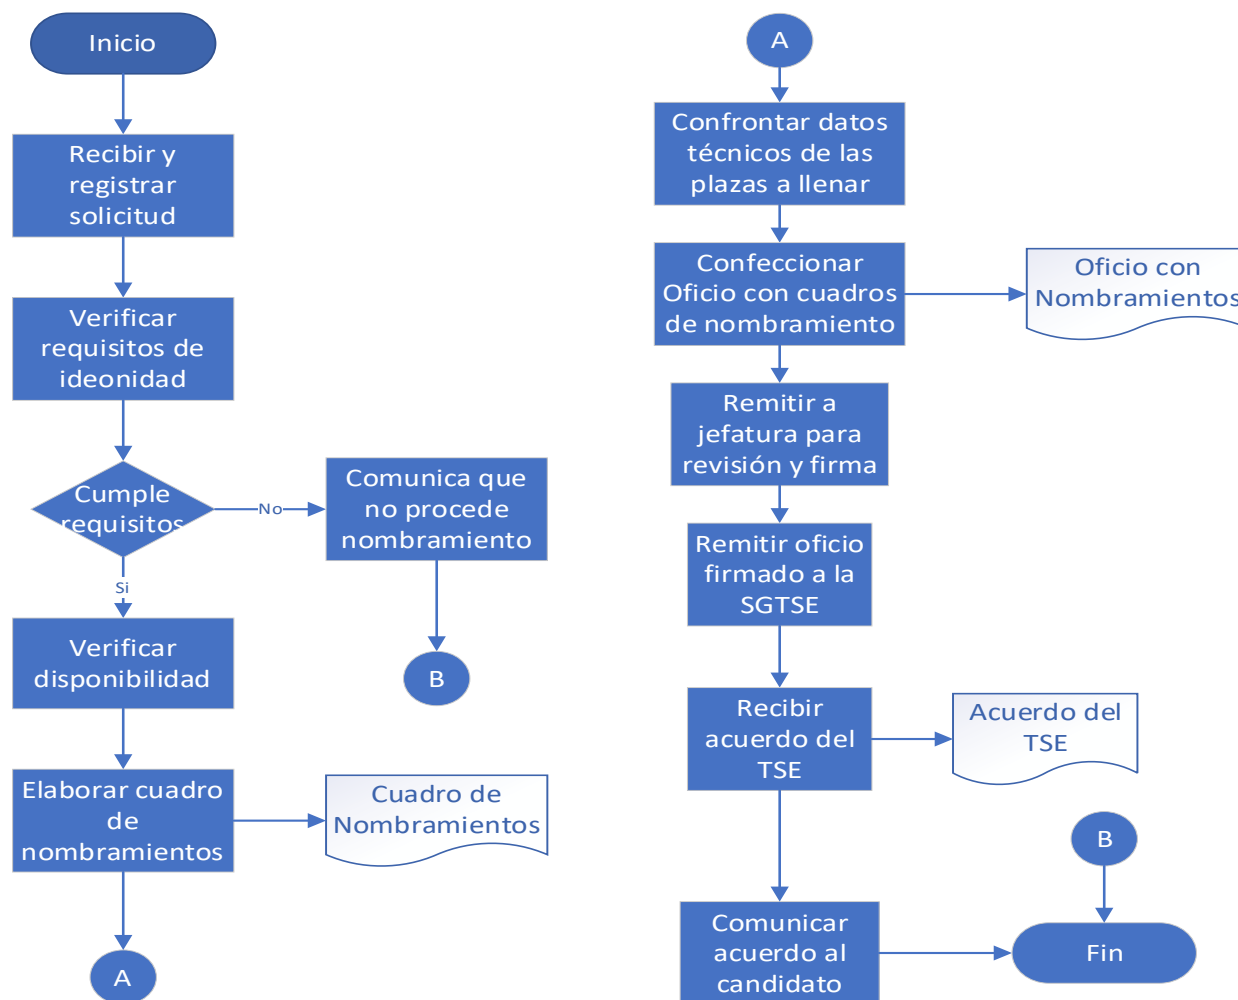 Inicio
Recibir y
registrar
solicitud
Verificar
requisitos de
ideonidad
Cumple
requisitos
No
Comunica que
no procede
nombramiento
B
Si
Verificar
disponibilidad
Elaborar cuadro
de
nombramientos
Cuadro de
Nombramientos
A
A
Confrontar datos
técnicos de las
plazas a llenar
Confeccionar
Oficio con cuadros
de nombramiento
Oficio con
Nombramientos
Remitir a
jefatura para
revisión y firma
Remitir oficio
firmado a la
SGTSE
Recibir
acuerdo del
TSE
Acuerdo del
TSE
B
Comunicar
acuerdo al
candidato
Fin